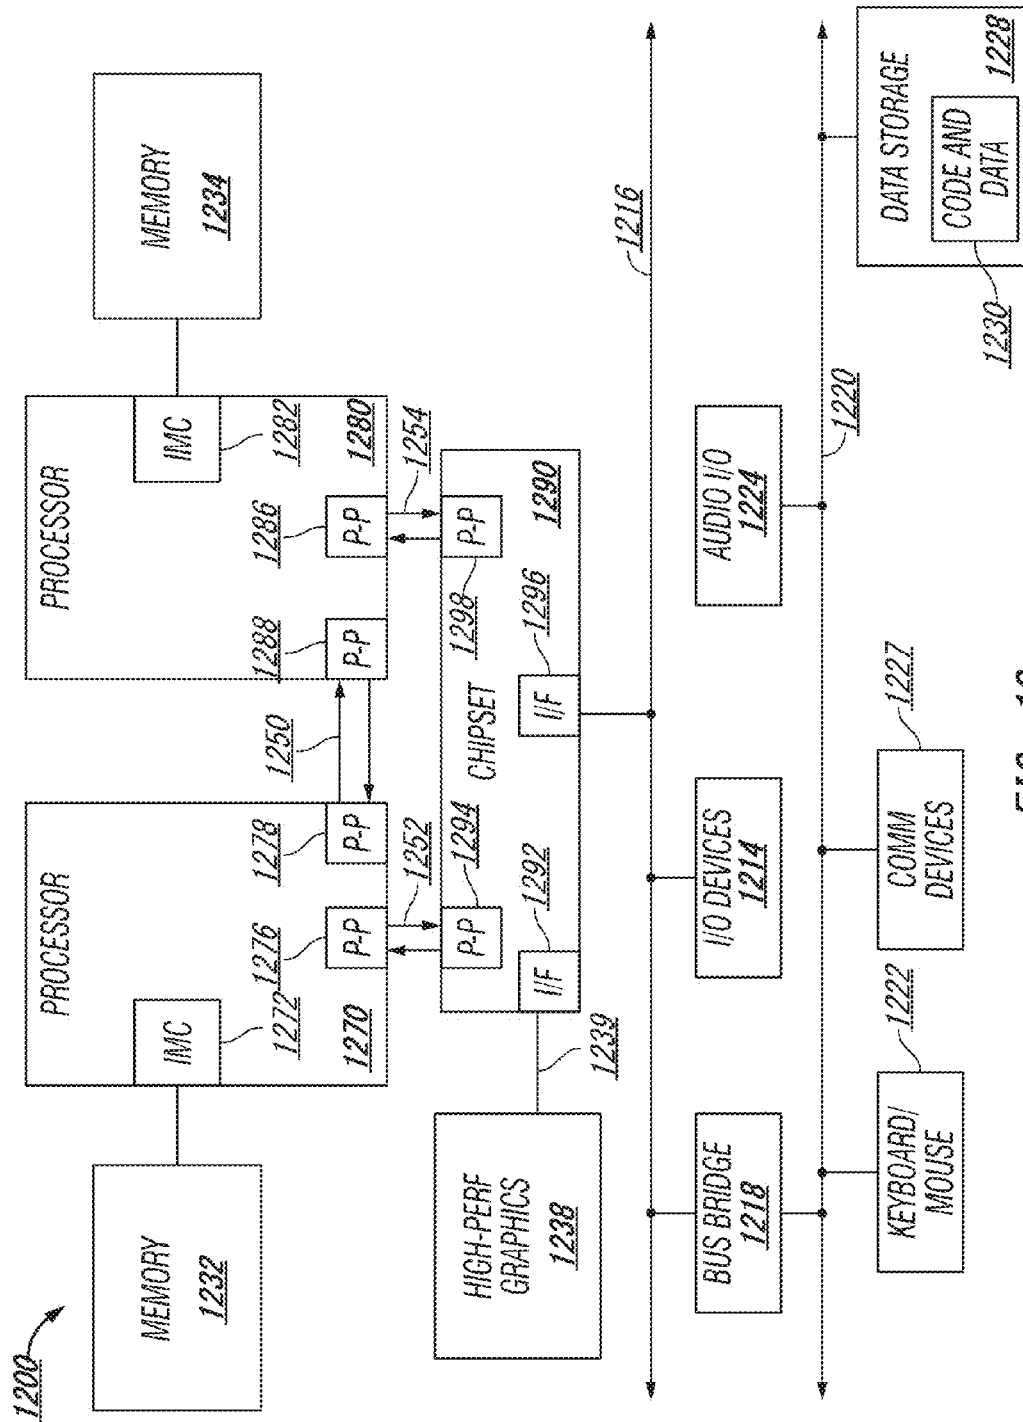 1200
MEMORY
1232
PROCESSOR
IMC
1272
1270
1276
P-P
1278
P-P
1250
1252
PROCESSOR
1288
P-P
1286
P-P
IMC
1282
1280
1254
MEMORY
1234
HIGH-PERF
GRAPHICS
1238
1239
P-P
1294
I/F
1292
CHIPSET
P-P
1298
I/F
1296
1290
1216
BUS BRIDGE
1218
I/O DEVICES
1214
AUDIO I/O
1224
1220
KEYBOARD/
MOUSE
1222
COMM
DEVICES
1227
DATA STORAGE
CODE AND
DATA
1228
1230